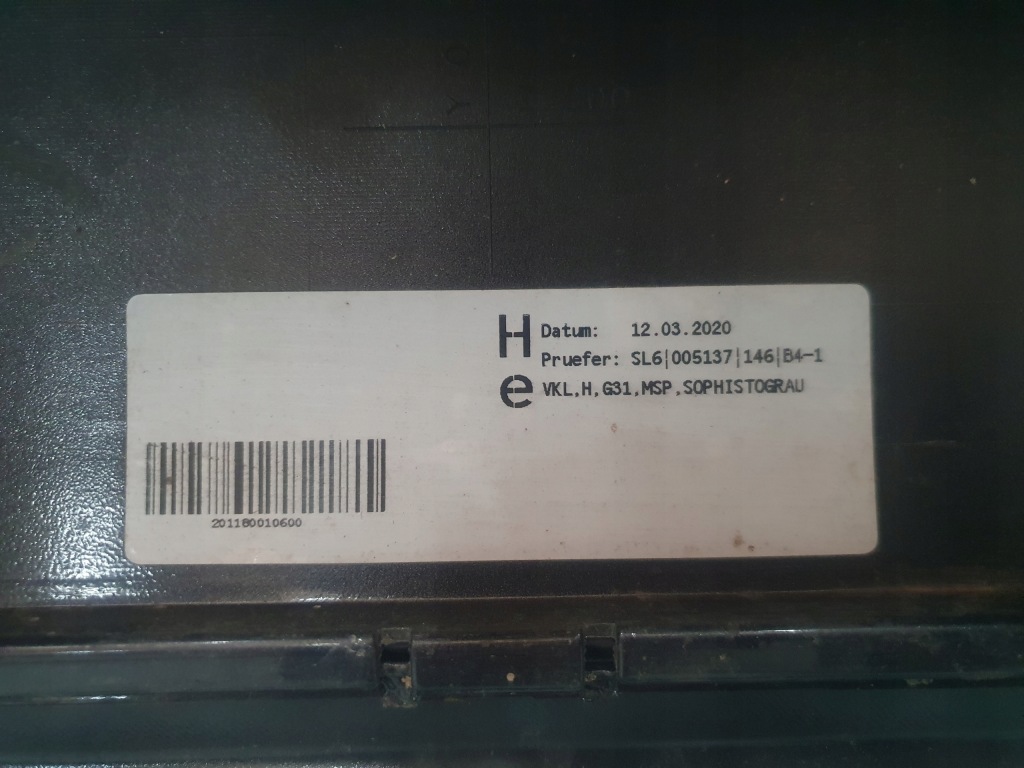 H
Datum: 12.03.2020
Pruefer: SL6|005137|146|B4-1
e VKL,H,G31,MSP,SOPHISTOGRAU
201180010600